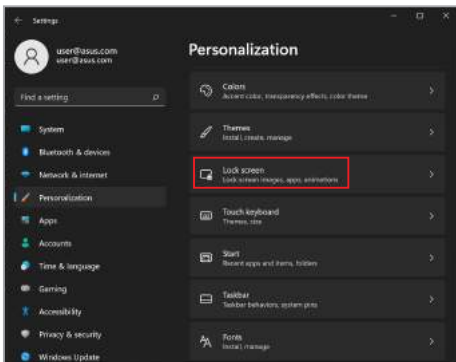 Settings
user@asus.com
user@asus.com
Find a setting
System
Bluetooth & devices
Network & internet
Personalization
Apps
Accounts
Time & language
Gaming
Accessibility
Privacy & security
Windows Update
Personalization
Colors
Accent color, transparency effects, color theme
Themes
Install, create, manage
Lock screen
Lock screen images, apps, animations
Touch keyboard
Themes, size
Start
Recent apps and items, folders
Taskbar
Taskbar behaviors, system pins
Fonts
Install, manage